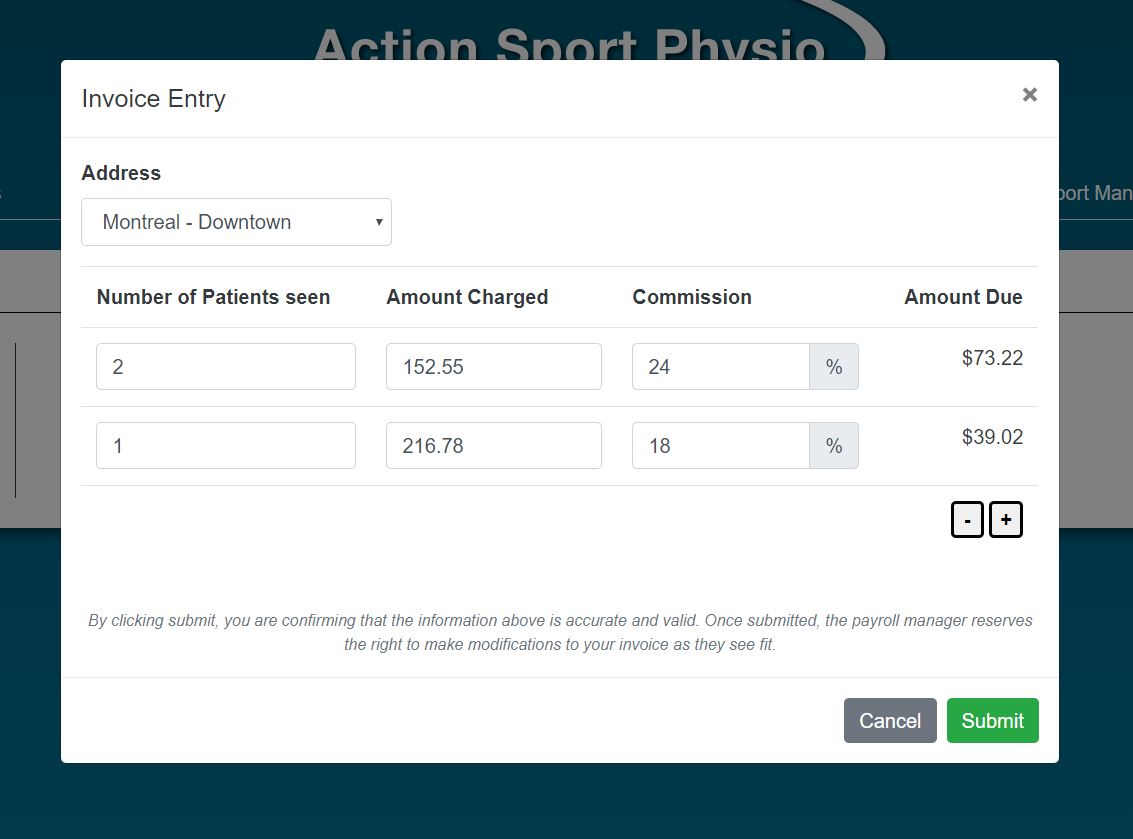 Action Sport Physio
Invoice Entry
×
Address
Montreal - Downtown
port Man
Number of Patients seen Amount Charged Commission Amount Due
2 152.55 24 % $73.22
1 216.78 18 % $39.02
- +
By clicking submit, you are confirming that the information above is accurate and valid. Once submitted, the payroll manager reserves
the right to make modifications to your invoice as they see fit.
Cancel Submit